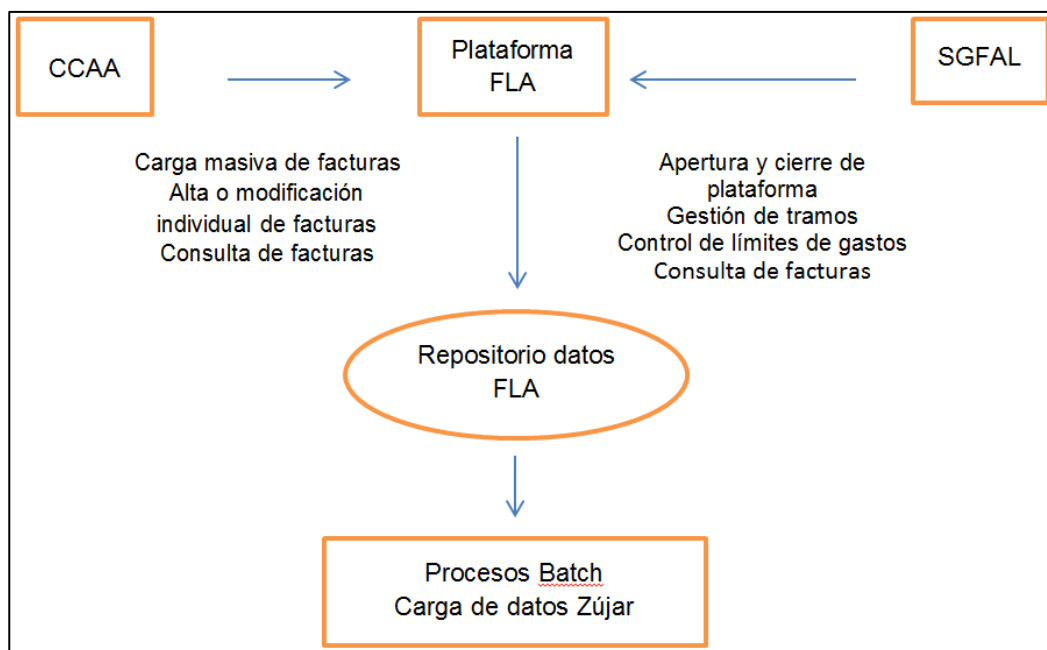 CCAA
Plataforma
FLA
SGFAL
Carga masiva de facturas
Alta o modificación
individual de facturas
Consulta de facturas
Apertura y cierre de
plataforma
Gestión de tramos
Control de límites de gastos
Consulta de facturas
Repositorio datos
FLA
Procesos Batch
Carga de datos Zújar